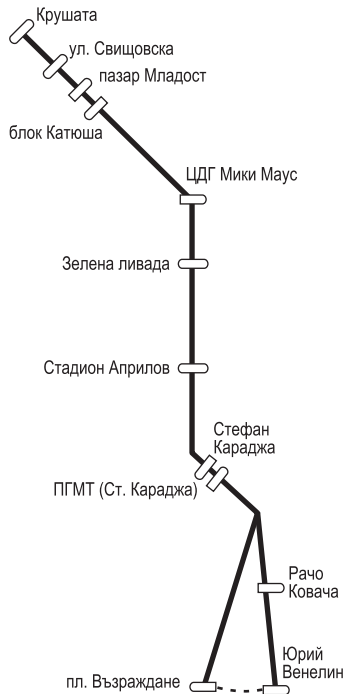 Крушата
ул. Свищовска
пазар Младост
блок Катюша
ЦДГ Мики Маус
Зелена ливада
Стадион Априлов
Стефан
Караджа
ПГМТ (Ст. Караджа)
Рачо
Ковача
Юрий
Венелин
пл. Възраждане